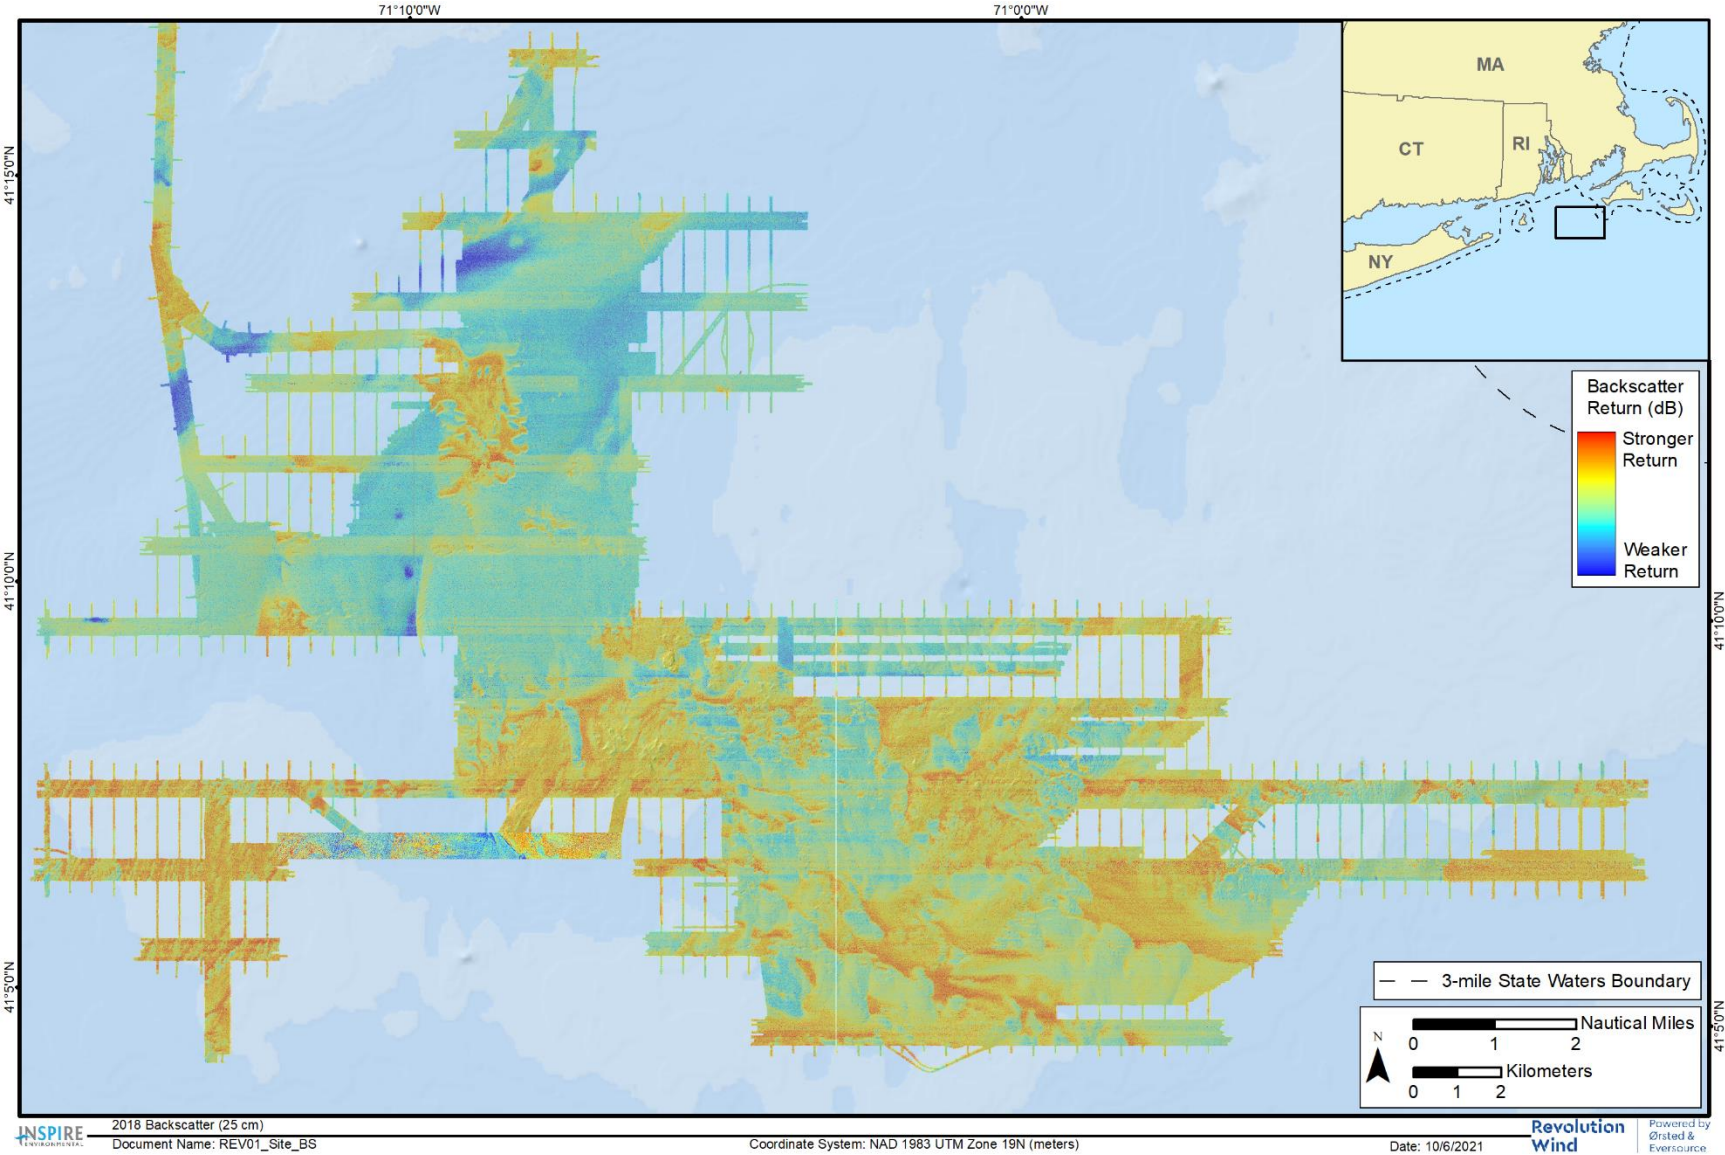 71°10'0"W
71°0'0"W
41°15'0"N
41°10'0"N
41°5'0"N
41°10'0"N
41°5'0"N
MA
CT
RI
NY
Backscatter
Return (dB)
Stronger
Return
Weaker
Return
3-mile State Waters Boundary
N
Nautical Miles
0 1 2
Kilometers
0 1 2
INSPIRE
ENVIRONMENTAL
2018 Backscatter (25 cm)
Document Name: REV01_Site_BS
Coordinate System: NAD 1983 UTM Zone 19N (meters)
Date: 10/6/2021
Revolution
Wind
Powered by
Ørsted &
Eversource